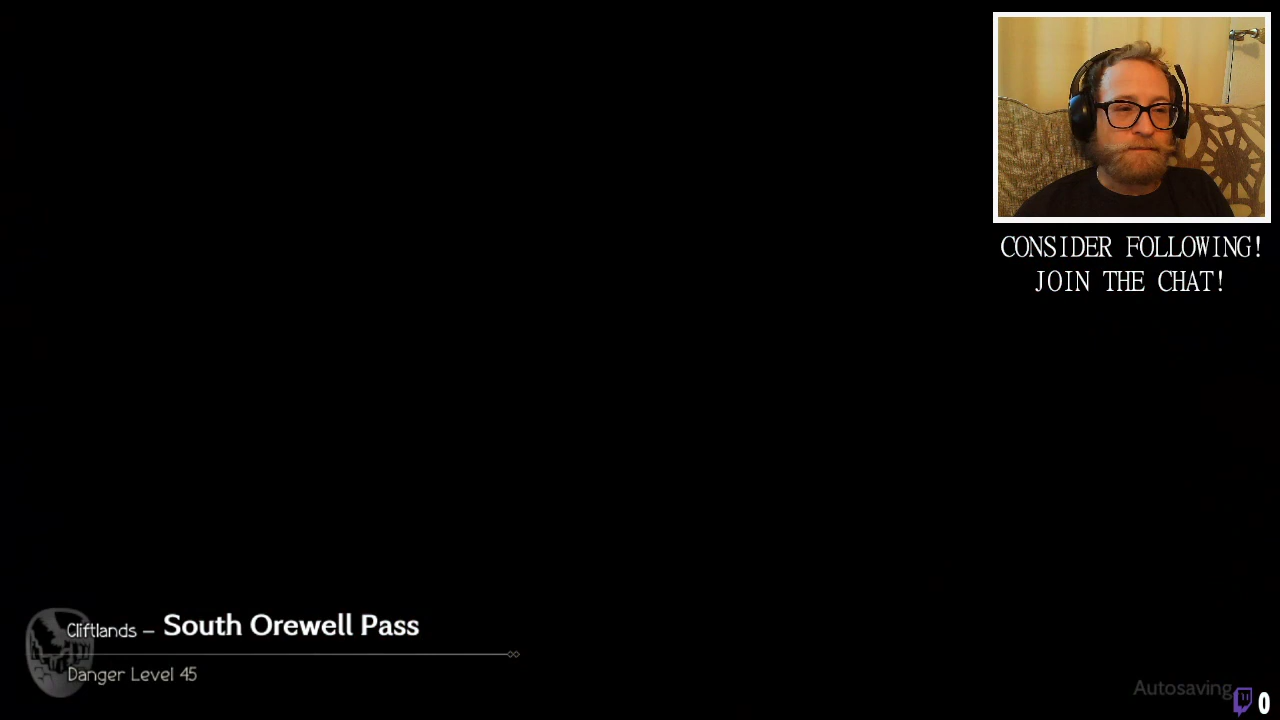 CONSIDER FOLLOWING!
JOIN THE CHAT!
Cliftlands – South Orewell Pass
Danger Level 45
Autosaving
0